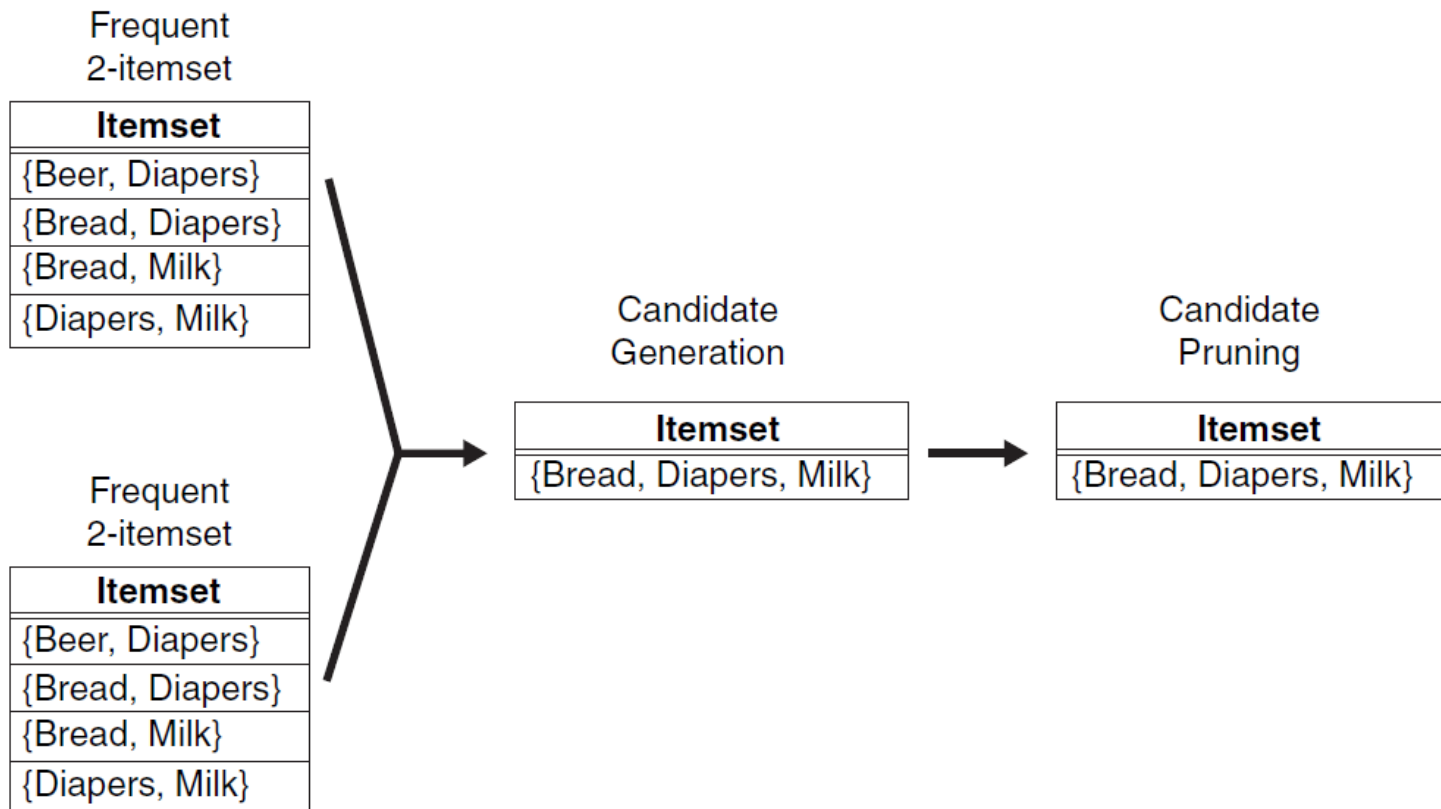 Frequent
2-itemset
Itemset
{Beer, Diapers}
{Bread, Diapers}
{Bread, Milk}
{Diapers, Milk}
Frequent
2-itemset
Itemset
{Beer, Diapers}
{Bread, Diapers}
{Bread, Milk}
{Diapers, Milk}
Candidate
Generation
Itemset
{Bread, Diapers, Milk}
Candidate
Pruning
Itemset
{Bread, Diapers, Milk}